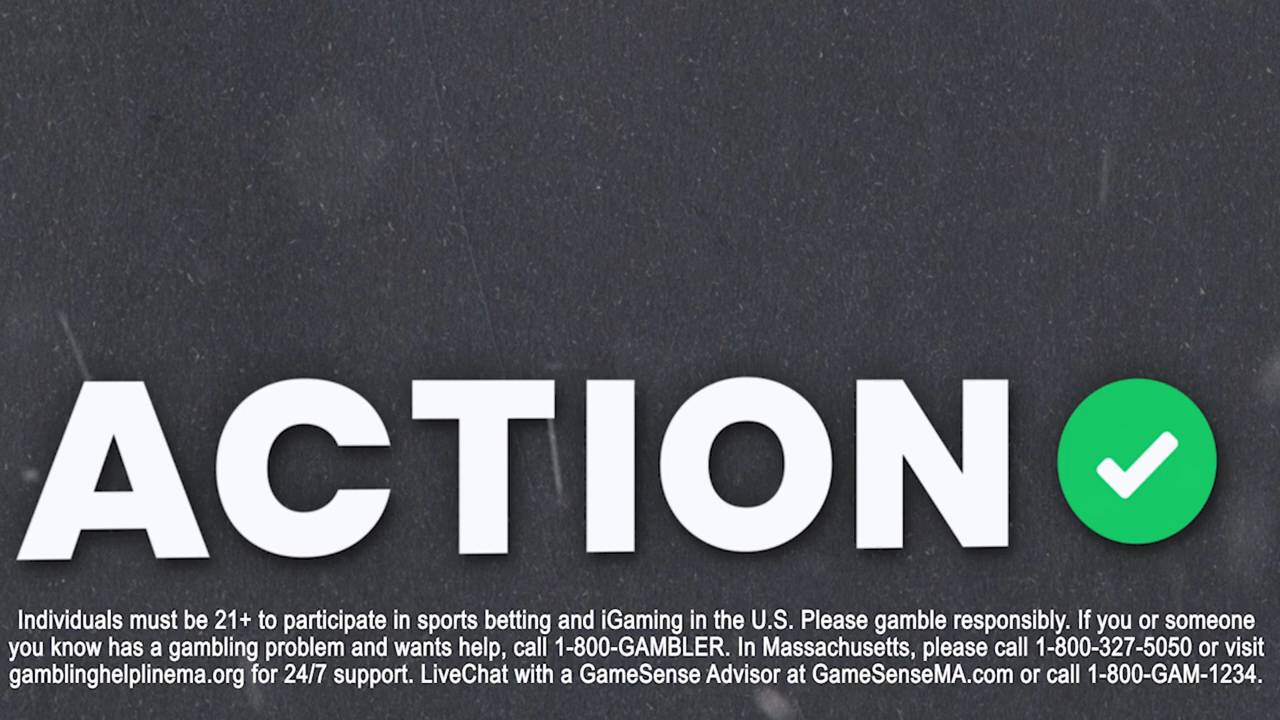 ACTION
Individuals must be 21+ to participate in sports betting and iGaming in the U.S. Please gamble responsibly. If you or someone
you know has a gambling problem and wants help, call 1-800-GAMBLER. In Massachusetts, please call 1-800-327-5050 or visit
gamblinghelplinema.org for 24/7 support. LiveChat with a GameSense Advisor at GameSenseMA.com or call 1-800-GAM-1234.